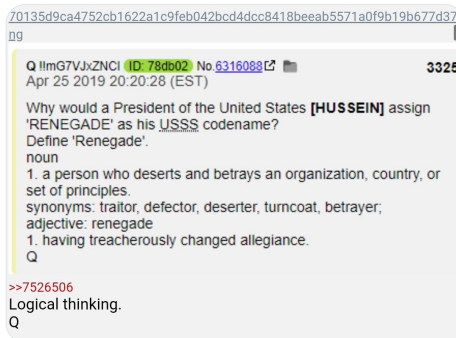 70135d9ca4752cb1622a1c9feb042bcd4dcc8418beeab5571a0f9b19b677d37
ng
Q !!mG7VJxZNCI ID: 78db02 No.6316088 3325
Apr 25 2019 20:20:28 (EST)
Why would a President of the United States [HUSSEIN] assign
'RENEGADE' as his USSS codename?
Define 'Renegade'.
noun
1. a person who deserts and betrays an organization, country, or
set of principles.
synonyms: traitor, defector, deserter, turncoat, betrayer;
adjective: renegade
1. having treacherously changed allegiance.
Q
>>7526506
Logical thinking.
Q